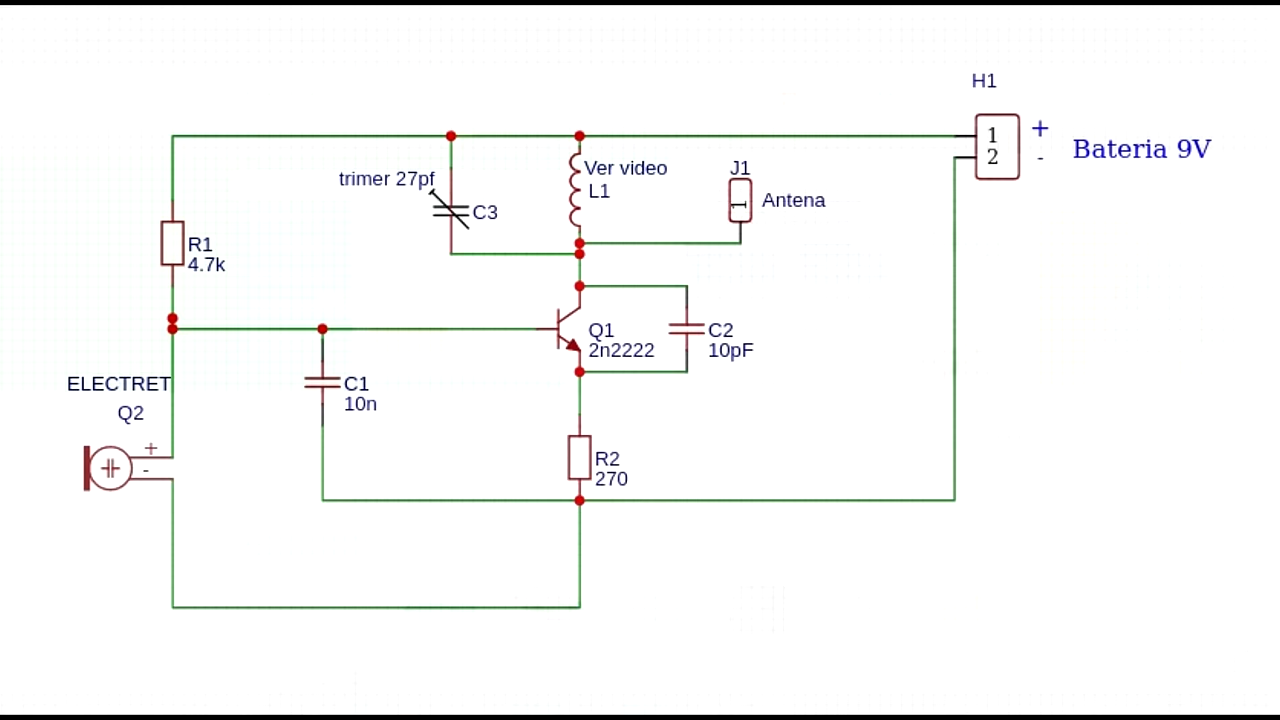 H1
1
2
+
-
Bateria 9V
trimer 27pf
C3
Ver video
L1
J1
1
Antena
R1
4.7k
Q1
2n2222
C2
10pF
ELECTRET
Q2
+
-
C1
10n
R2
270